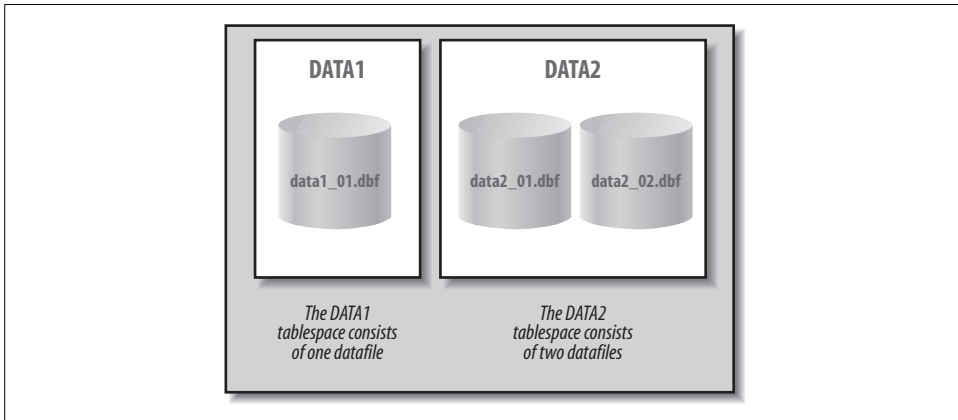 DATA1
DATA2
data1_01.dbf
data2_01.dbf
data2_02.dbf
The DATA1
tablespace consists
of one datafile
The DATA2
tablespace consists
of two datafiles